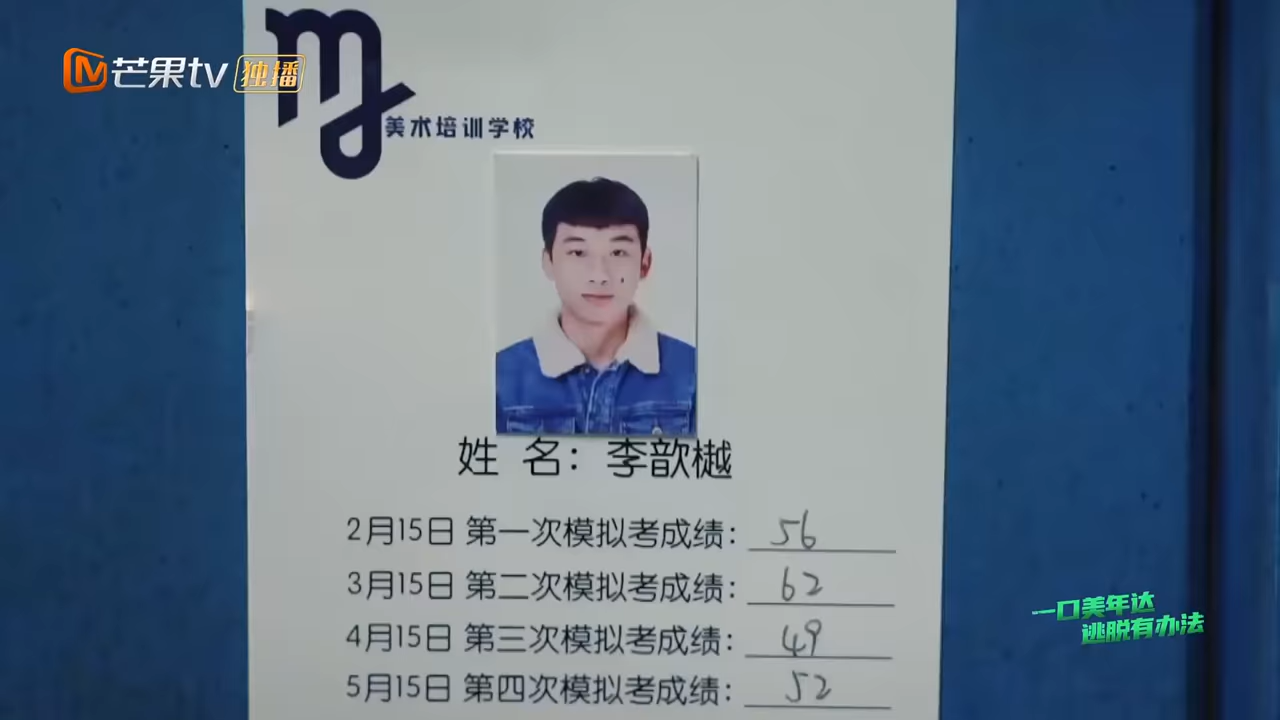 芒果tv 独播
美术培训学校
姓 名：李歆樾
2月15日 第一次模拟考成绩：56
3月15日 第二次模拟考成绩：62
4月15日 第三次模拟考成绩：49
5月15日 第四次模拟考成绩：52
一口美年达
逃脱有办法